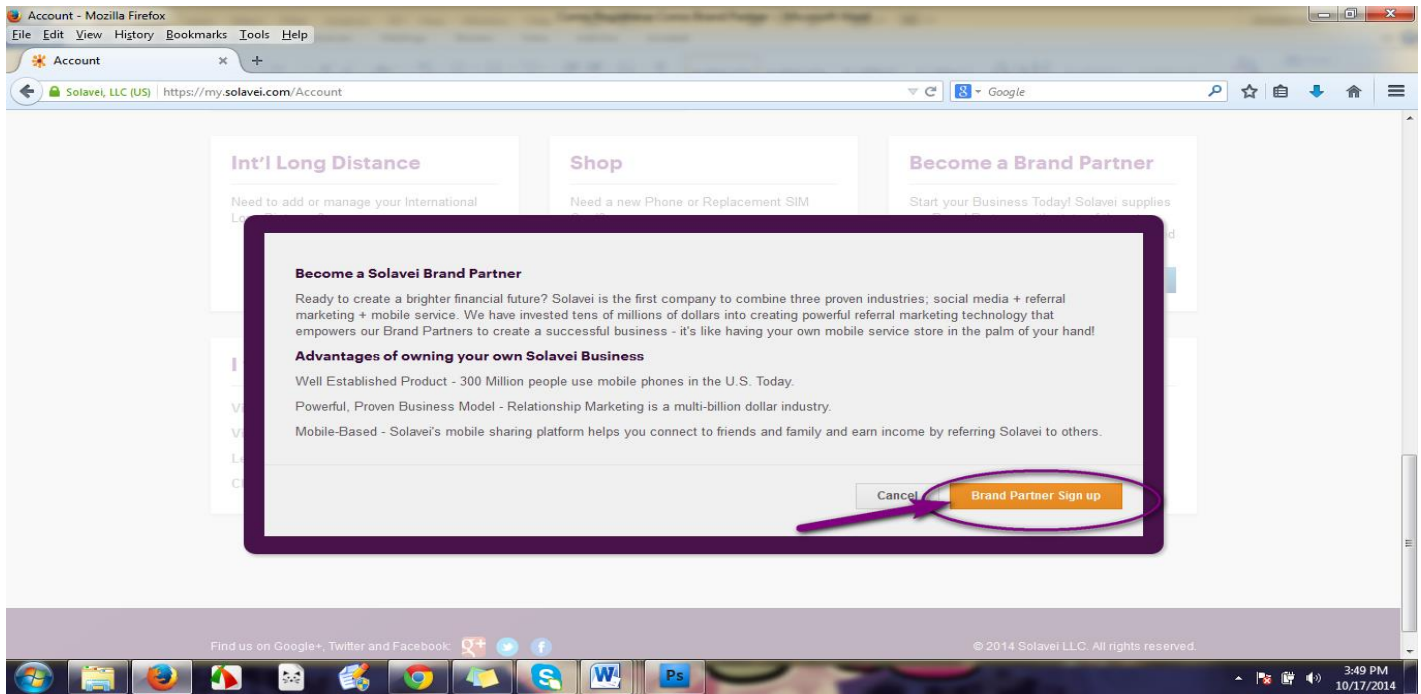 Account - Mozilla Firefox
File Edit View History Bookmarks Tools Help
Account
Solavei, LLC (US) https://my.solavei.com/Account
Google
Int'l Long Distance
Shop
Become a Brand Partner
Need to add or manage your International
Need a new Phone or Replacement SIM
Start your Business Today! Solavei supplies
Become a Solavei Brand Partner
Ready to create a brighter financial future? Solavei is the first company to combine three proven industries; social media + referral
marketing + mobile service. We have invested tens of millions of dollars into creating powerful referral marketing technology that
empowers our Brand Partners to create a successful business - it's like having your own mobile service store in the palm of your hand!
Advantages of owning your own Solavei Business
Well Established Product - 300 Million people use mobile phones in the U.S. Today.
Powerful, Proven Business Model - Relationship Marketing is a multi-billion dollar industry.
Mobile-Based - Solavei's mobile sharing platform helps you connect to friends and family and earn income by referring Solavei to others.
Cancel
Brand Partner Sign up
Find us on Google+, Twitter and Facebook:
© 2014 Solavei LLC. All rights reserved.
Ps
3:49 PM
10/17/2014